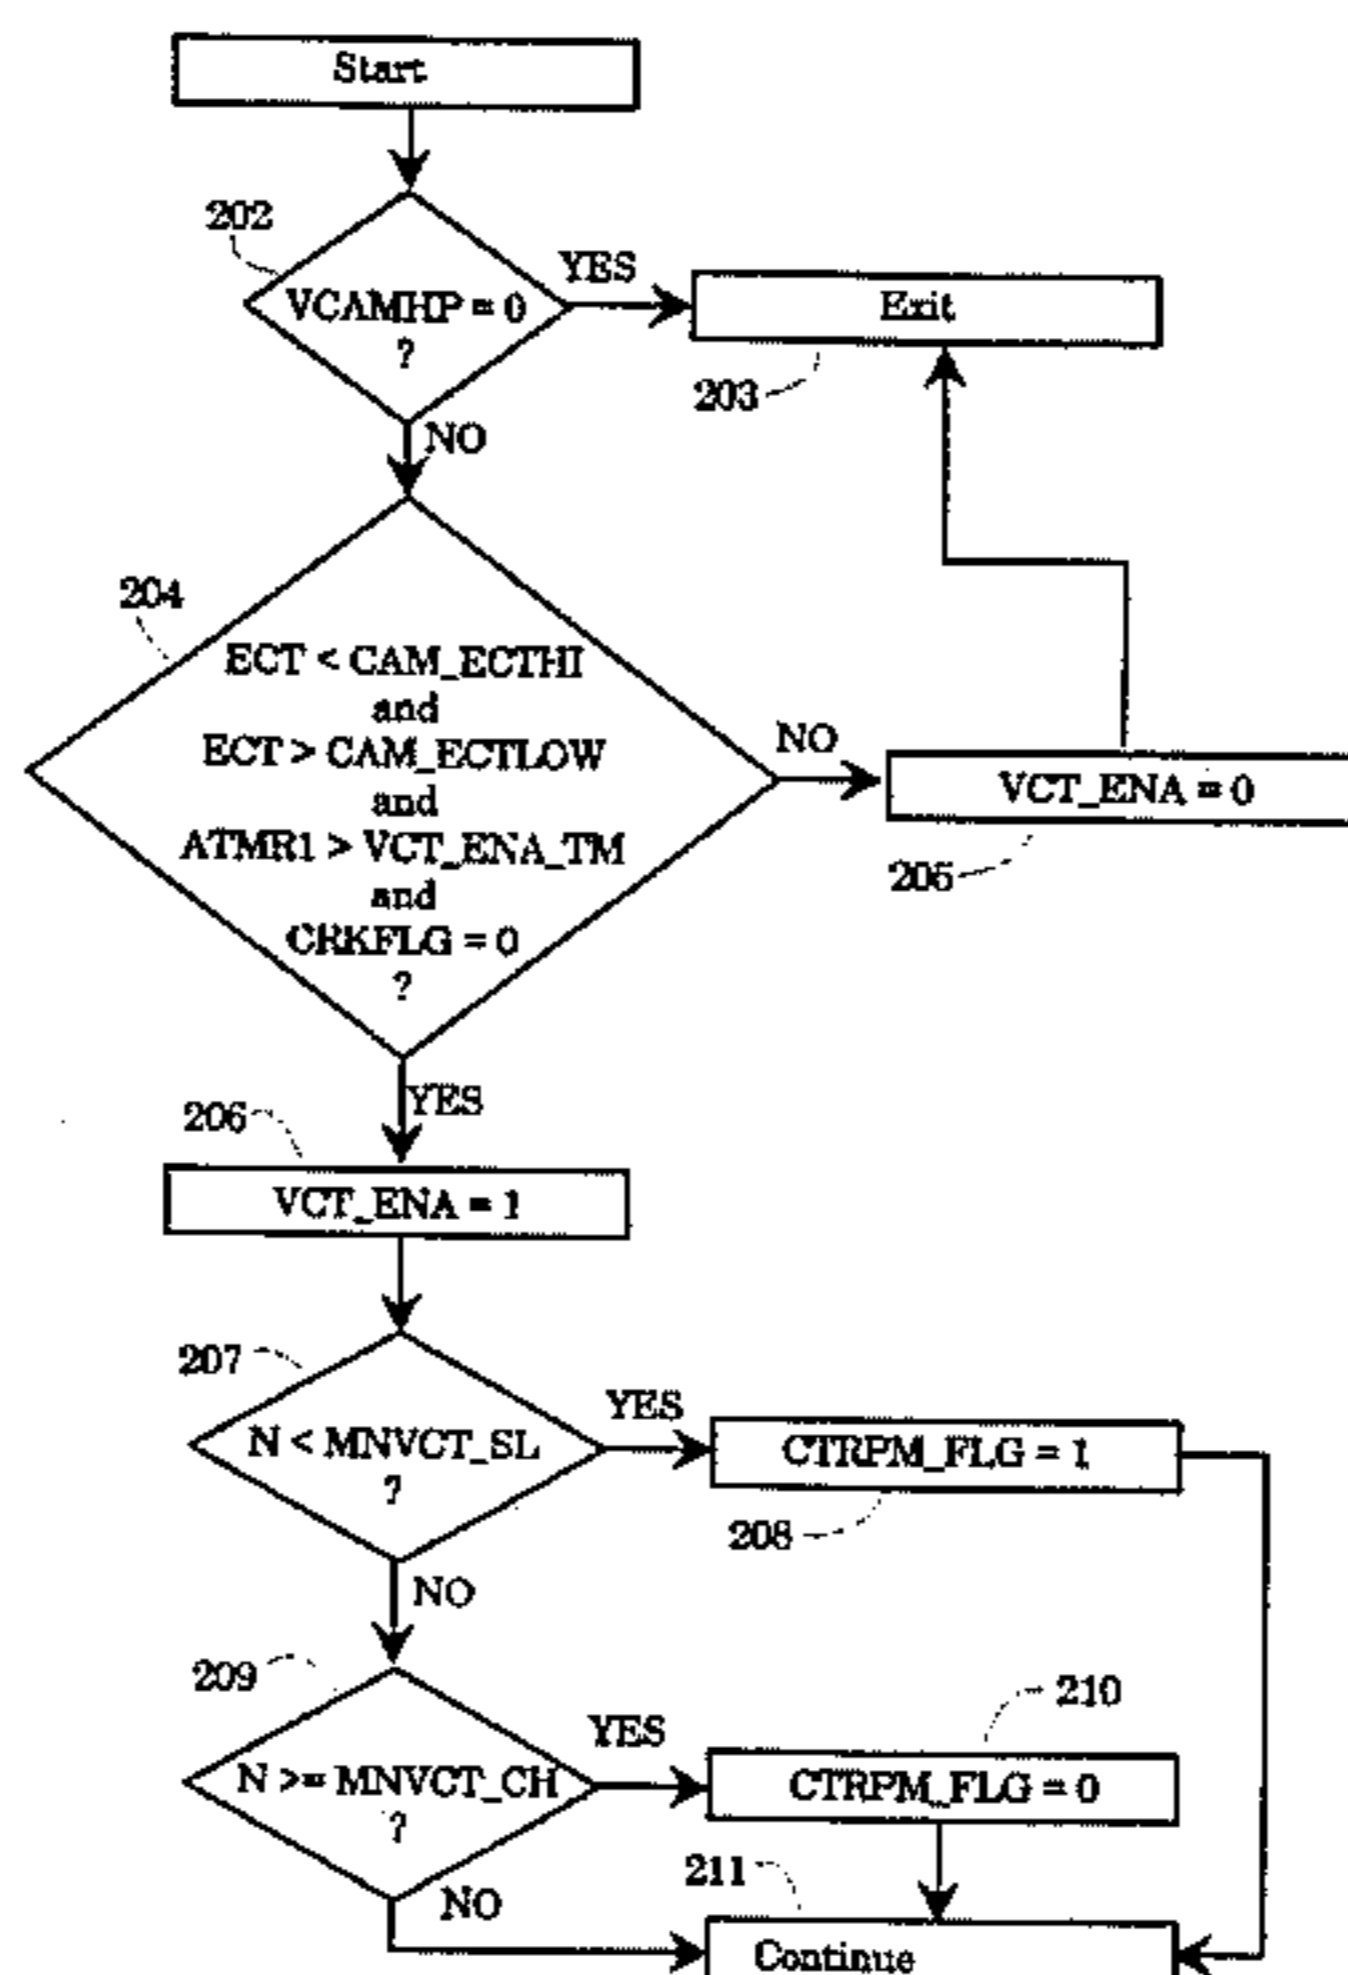 Start
202
VCAMHP = 0
?
YES
Exit
203
NO
204
ECT < CAM_ECTHI
and
ECT > CAM_ECTLOW
and
ATMR1 > VCT_ENA_TM
and
CRKFLG = 0
?
NO
VCT_ENA = 0
205
YES
206
VCT_ENA = 1
207
N < MNVCT_SL
?
YES
CTRPM_FLG = 1
208
NO
209
N >= MNVCT_CH
?
YES
210
CTRPM_FLG = 0
211
NO
Continue